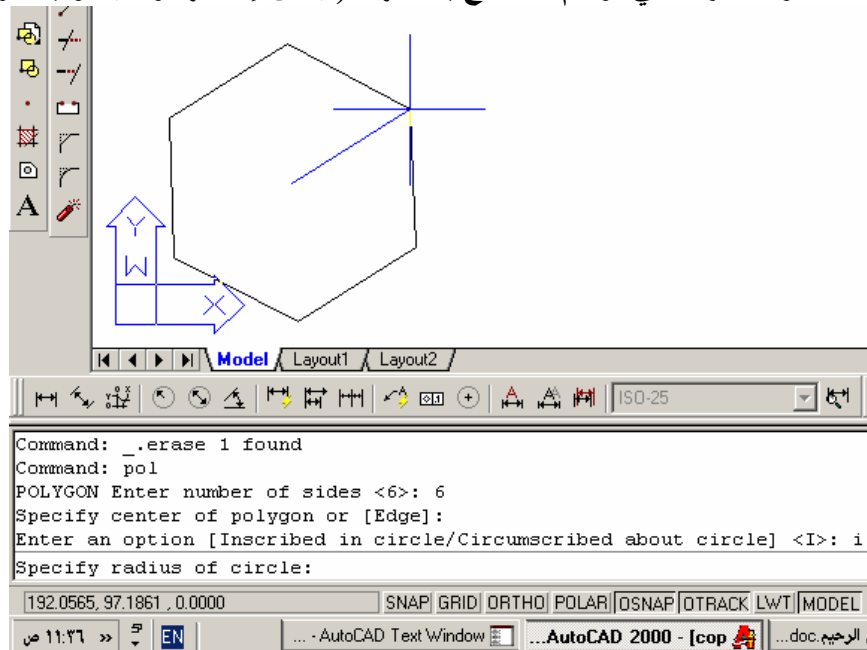 A
Y
W
X
Model Layout1 Layout2
ISO-25
Command: _.erase 1 found
Command: pol
POLYGON Enter number of sides <6>: 6
Specify center of polygon or [Edge]:
Enter an option [Inscribed in circle/Circumscribed about circle] <I>: i
Specify radius of circle:
192.0565, 97.1861 , 0.0000 SNAP GRID ORTHO POLAR OSNAP OTRACK LWT MODEL
١١:٣٦ ص « EN ... - AutoCAD Text Window ...AutoCAD 2000 - [cop ...doc.الرحيم